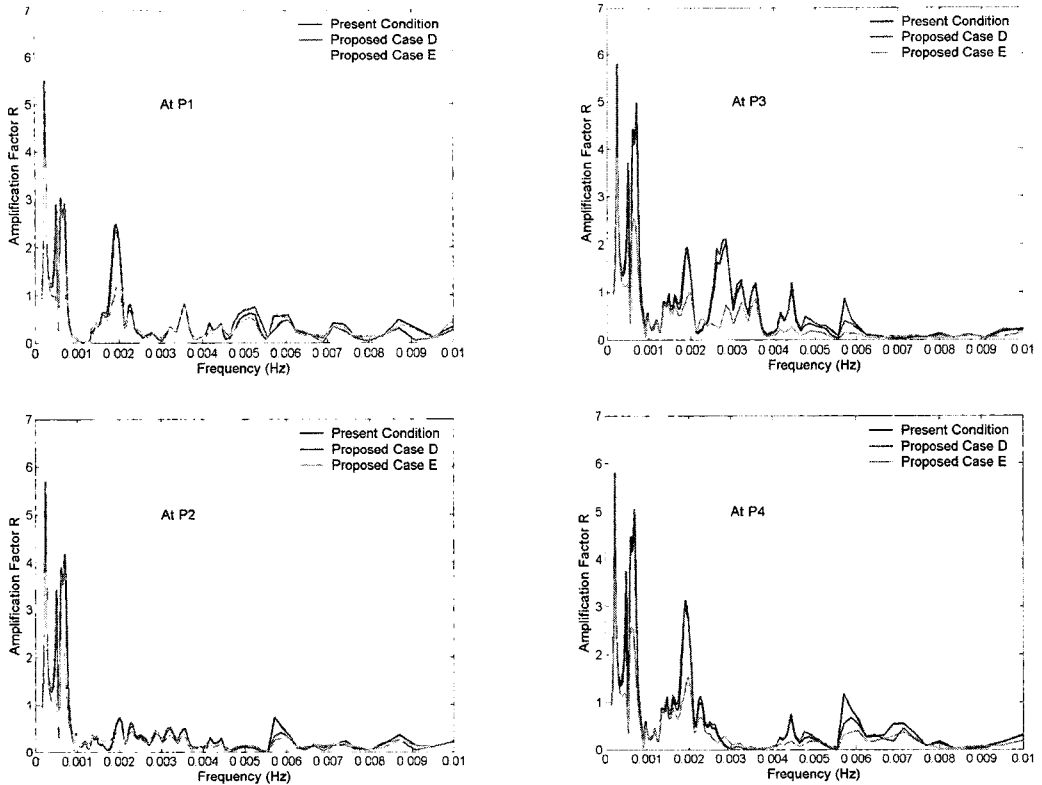 7
6
5
4
3
2
1
0
Amplification Factor R
Present Condition
Proposed Case D
Proposed Case E
At P1
0 0.001 0.002 0.003 0.004 0.005 0.006 0.007 0.008 0.009 0.01
Frequency (Hz)
7
6
5
4
3
2
1
0
Amplification Factor R
Present Condition
Proposed Case D
Proposed Case E
At P3
0 0.001 0.002 0.003 0.004 0.005 0.006 0.007 0.008 0.009 0.01
Frequency (Hz)
7
6
5
4
3
2
1
0
Amplification Factor R
Present Condition
Proposed Case D
Proposed Case E
At P2
0 0.001 0.002 0.003 0.004 0.005 0.006 0.007 0.008 0.009 0.01
Frequency (Hz)
7
6
5
4
3
2
1
0
Amplification Factor R
Present Condition
Proposed Case D
Proposed Case E
At P4
0 0.001 0.002 0.003 0.004 0.005 0.006 0.007 0.008 0.009 0.01
Frequency (Hz)